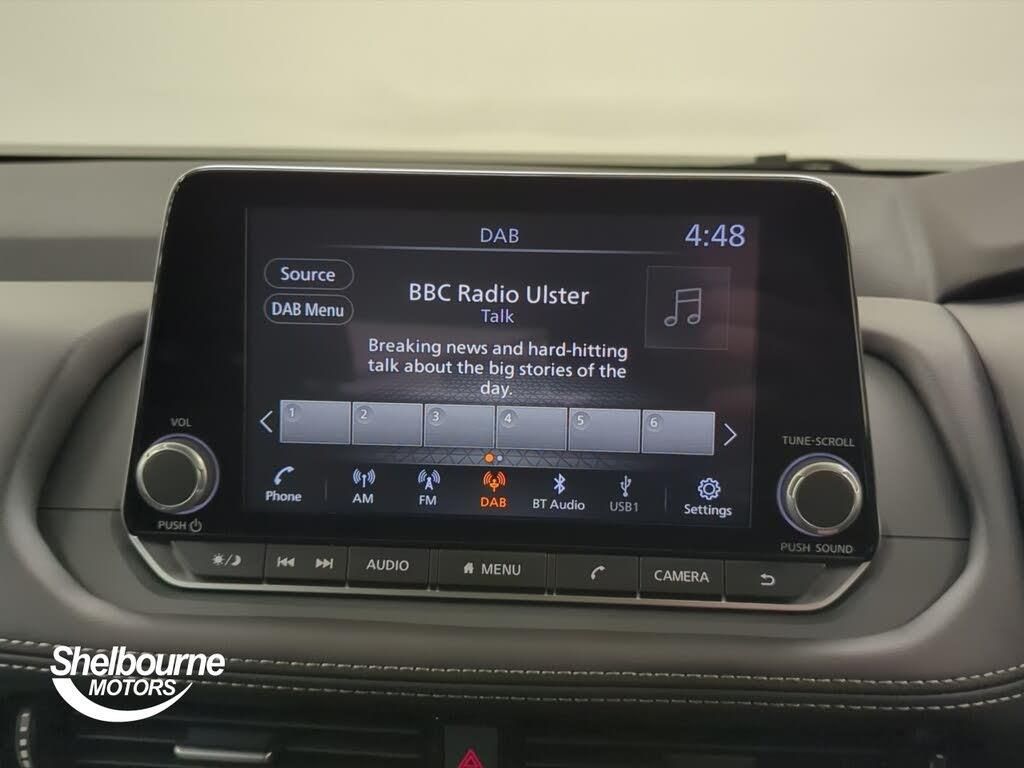 DAB
4:48
Source
BBC Radio Ulster
DAB Menu
Talk
Breaking news and hard-hitting
talk about the big stories of the
day.
1 2 3 4 5 6
VOL
TUNE-SCROLL
Phone
AM
FM
DAB
BT Audio
USB1
Settings
PUSH
PUSH SOUND
AUDIO
MENU
CAMERA
Shelbourne
MOTORS